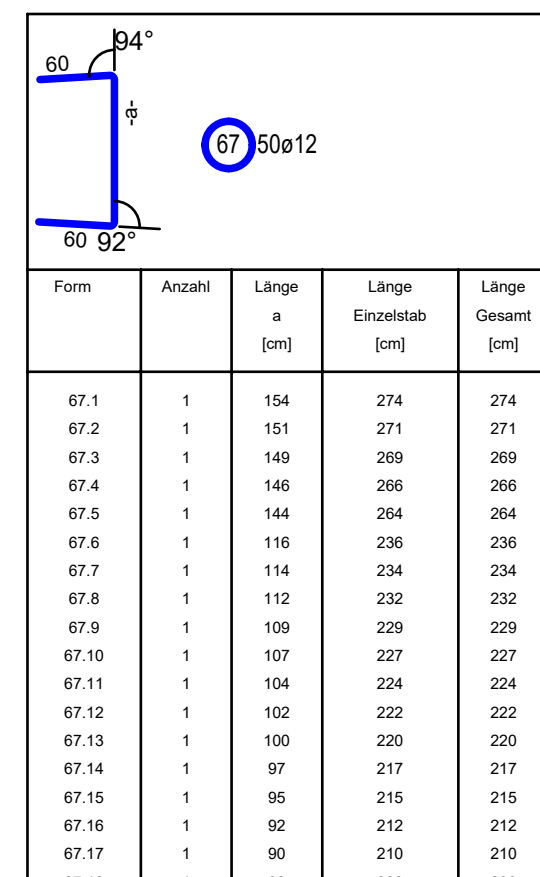 94°
60
-a-
67 50ø12
60 92°
Form Anzahl Länge Länge Länge
a Einzelstab Gesamt
[cm] [cm] [cm]
67.1 1 154 274 274
67.2 1 151 271 271
67.3 1 149 269 269
67.4 1 146 266 266
67.5 1 144 264 264
67.6 1 116 236 236
67.7 1 114 234 234
67.8 1 112 232 232
67.9 1 109 229 229
67.10 1 107 227 227
67.11 1 104 224 224
67.12 1 102 222 222
67.13 1 100 220 220
67.14 1 97 217 217
67.15 1 95 215 215
67.16 1 92 212 212
67.17 1 90 210 210